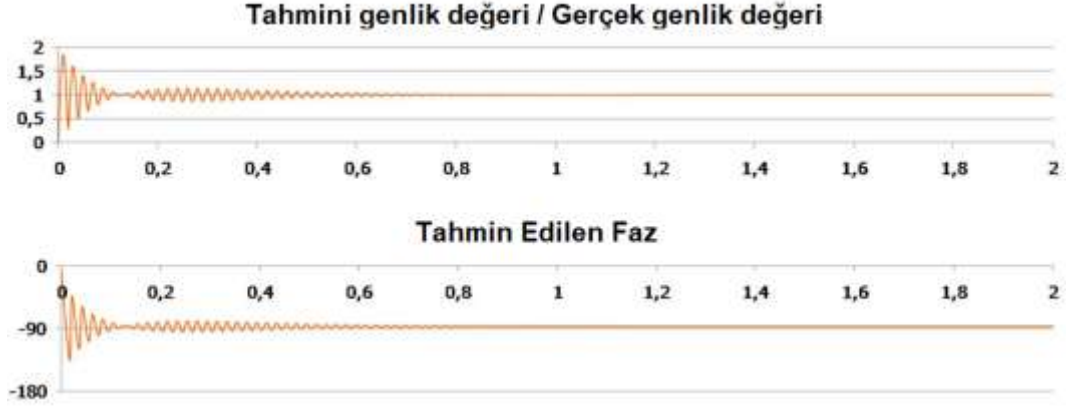 Tahmini genlik değeri / Gerçek genlik değeri
2
1,5
1
0,5
0
0 0,2 0,4 0,6 0,8 1 1,2 1,4 1,6 1,8 2
Tahmin Edilen Faz
0
0 0,2 0,4 0,6 0,8 1 1,2 1,4 1,6 1,8 2
-90
-180